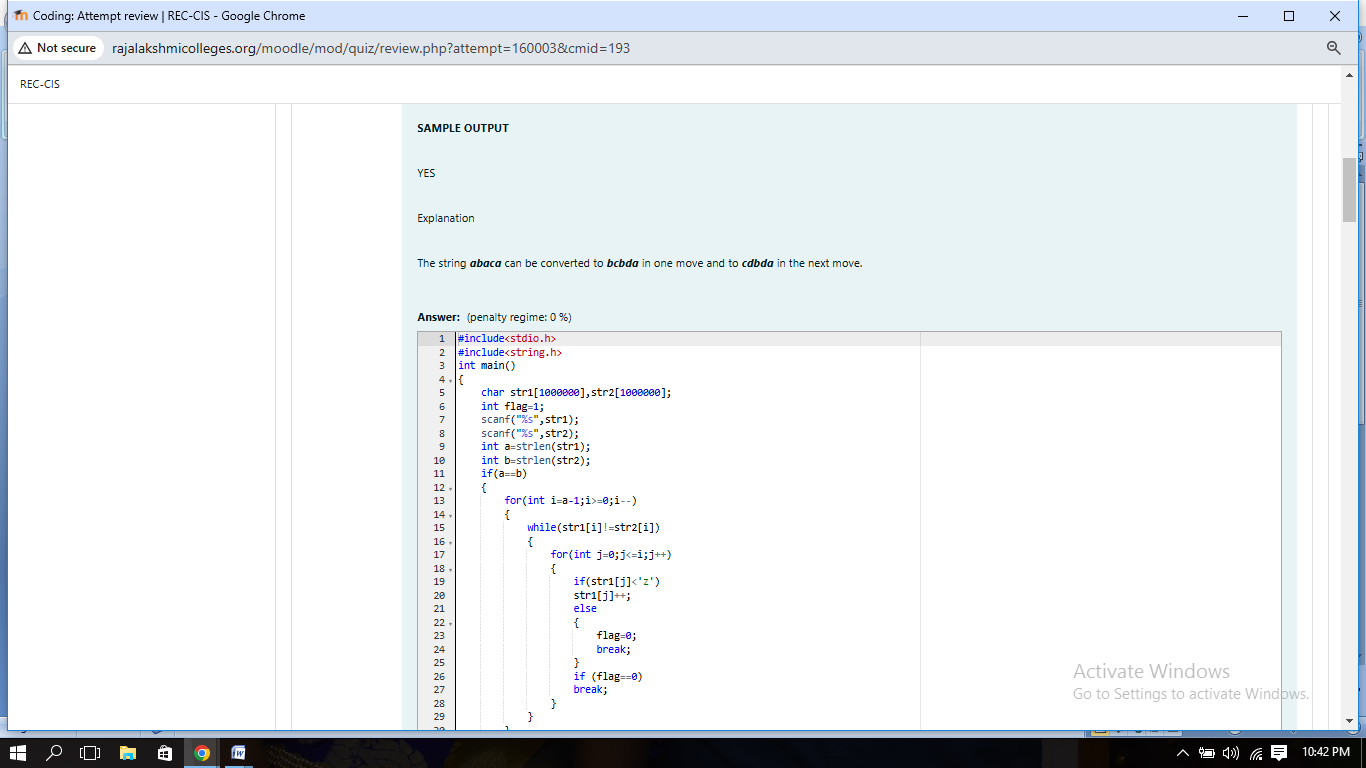 Coding: Attempt review | REC-CIS - Google Chrome
Not secure rajalakshmicolleges.org/moodle/mod/quiz/review.php?attempt=160003&cmid=193
REC-CIS
SAMPLE OUTPUT
YES
Explanation
The string abaca can be converted to bcbda in one move and to cdbda in the next move.
Answer: (penalty regime: 0 %)
1 #include<stdio.h>
2 #include<string.h>
3 int main()
4 {
5 char str1[1000000],str2[1000000];
6 int flag=1;
7 scanf("%s",str1);
8 scanf("%s",str2);
9 int a=strlen(str1);
10 int b=strlen(str2);
11 if(a==b)
12 {
13 for(int i=a-1;i>=0;i--)
14 {
15 while(str1[i]!=str2[i])
16 {
17 for(int j=0;j<=i;j++)
18 {
19 if(str1[j]<'z')
20 str1[j]++;
21 else
22 {
23 flag=0;
24 break;
25 }
26 if (flag==0)
27 break;
28 }
29 }
Activate Windows
Go to Settings to activate Windows.
10:42 PM